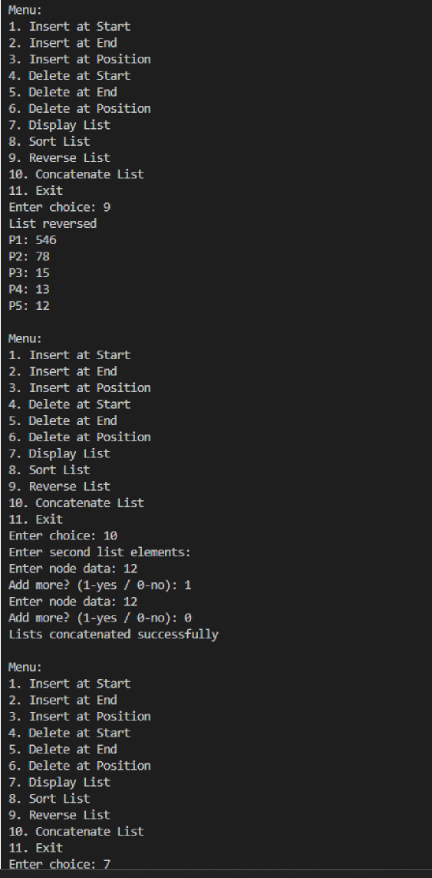 Menu:
1. Insert at Start
2. Insert at End
3. Insert at Position
4. Delete at Start
5. Delete at End
6. Delete at Position
7. Display List
8. Sort List
9. Reverse List
10. Concatenate List
11. Exit
Enter choice: 9
List reversed
P1: 546
P2: 78
P3: 15
P4: 13
P5: 12
Menu:
1. Insert at Start
2. Insert at End
3. Insert at Position
4. Delete at Start
5. Delete at End
6. Delete at Position
7. Display List
8. Sort List
9. Reverse List
10. Concatenate List
11. Exit
Enter choice: 10
Enter second list elements:
Enter node data: 12
Add more? (1-yes / 0-no): 1
Enter node data: 12
Add more? (1-yes / 0-no): 0
Lists concatenated successfully
Menu:
1. Insert at Start
2. Insert at End
3. Insert at Position
4. Delete at Start
5. Delete at End
6. Delete at Position
7. Display List
8. Sort List
9. Reverse List
10. Concatenate List
11. Exit
Enter choice: 7